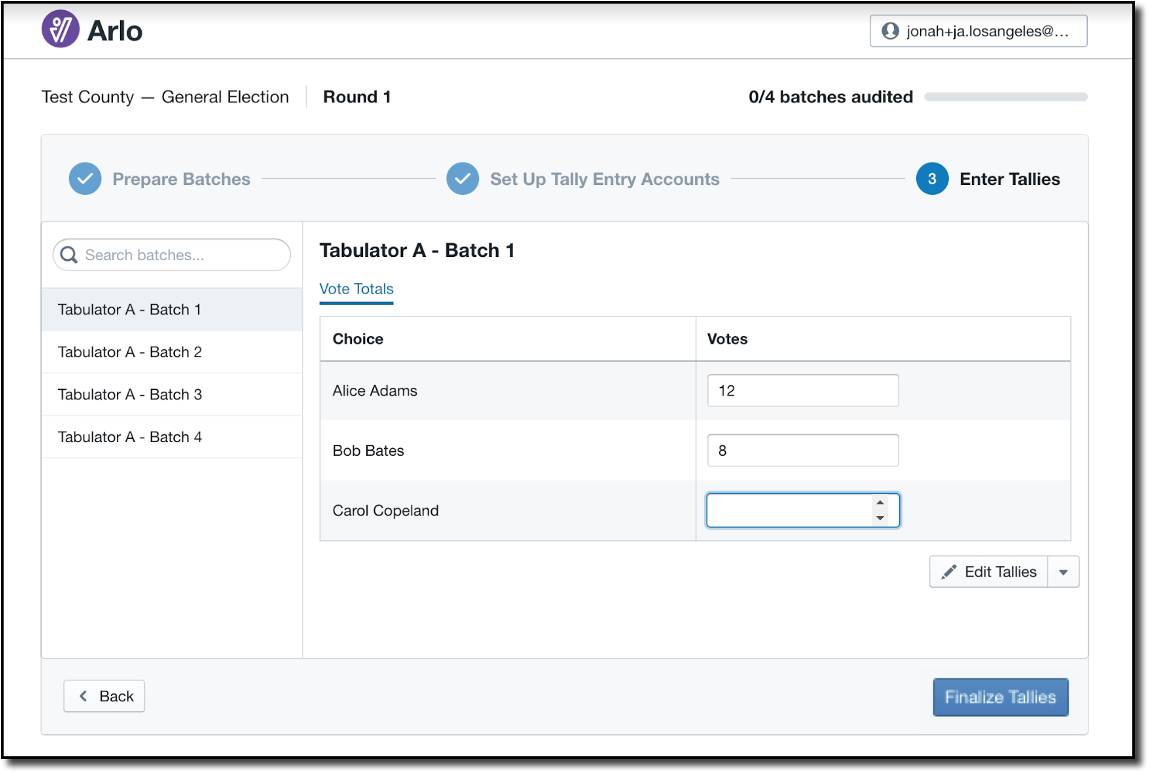 Arlo
jonah+ja.losangeles@...
Test County — General Election
Round 1
0/4 batches audited
Prepare Batches
Set Up Tally Entry Accounts
3 Enter Tallies
Search batches...
Tabulator A - Batch 1
Tabulator A - Batch 2
Tabulator A - Batch 3
Tabulator A - Batch 4
Tabulator A - Batch 1
Vote Totals
Choice Votes
Alice Adams 12
Bob Bates 8
Carol Copeland
Edit Tallies
Back
Finalize Tallies